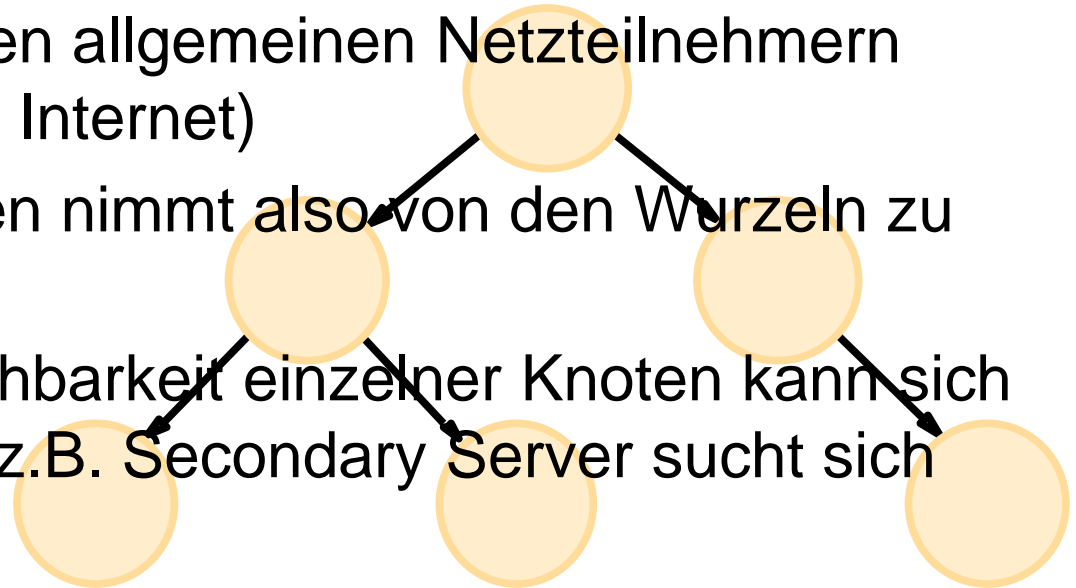 en allgemeinen Netzteilnehmern
Internet)
en nimmt also von den Wurzeln zu
hbarkeit einzelner Knoten kann sich
z.B. Secondary Server sucht sich